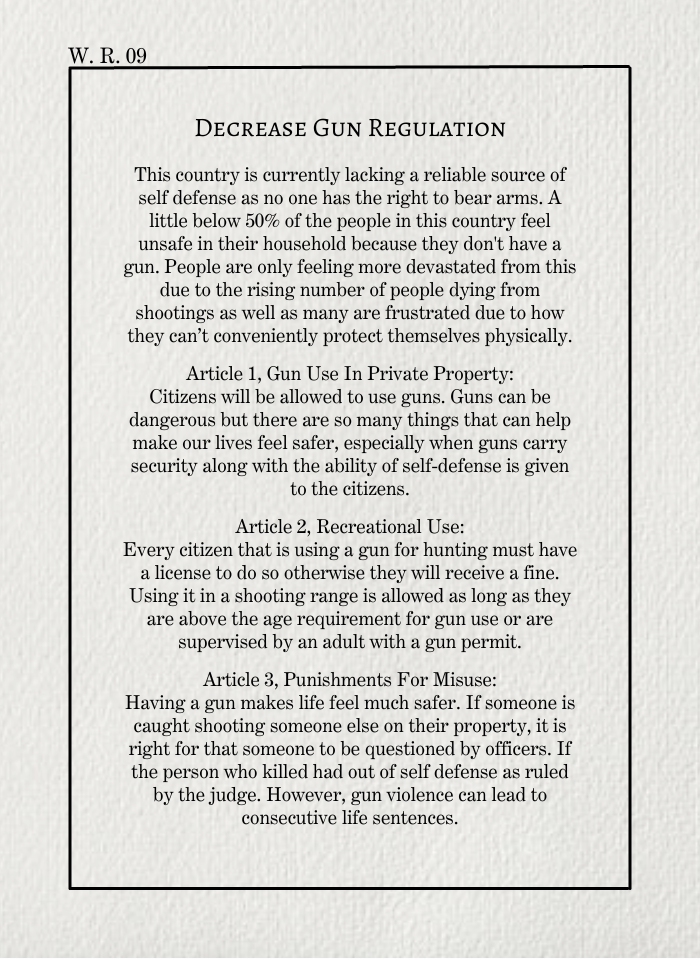 W. R. 09
Decrease Gun Regulation
This country is currently lacking a reliable source of
self defense as no one has the right to bear arms. A
little below 50% of the people in this country feel
unsafe in their household because they don't have a
gun. People are only feeling more devastated from this
due to the rising number of people dying from
shootings as well as many are frustrated due to how
they can’t conveniently protect themselves physically.
Article 1, Gun Use In Private Property:
Citizens will be allowed to use guns. Guns can be
dangerous but there are so many things that can help
make our lives feel safer, especially when guns carry
security along with the ability of self-defense is given
to the citizens.
Article 2, Recreational Use:
Every citizen that is using a gun for hunting must have
a license to do so otherwise they will receive a fine.
Using it in a shooting range is allowed as long as they
are above the age requirement for gun use or are
supervised by an adult with a gun permit.
Article 3, Punishments For Misuse:
Having a gun makes life feel much safer. If someone is
caught shooting someone else on their property, it is
right for that someone to be questioned by officers. If
the person who killed had out of self defense as ruled
by the judge. However, gun violence can lead to
consecutive life sentences.